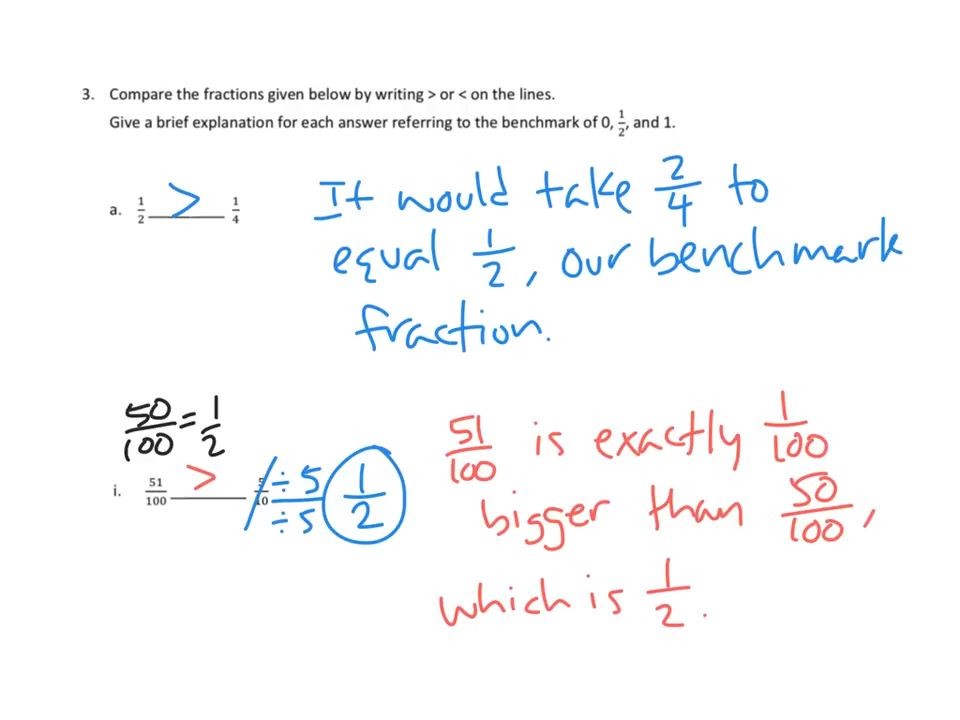 3. Compare the fractions given below by writing > or < on the lines.
Give a brief explanation for each answer referring to the benchmark of 0, 1/2, and 1.
a. 1/2 > 1/4
It would take 2/4 to
equal 1/2, our benchmark
fraction.
50/100 = 1/2
i. 51/100 > 5/10 ÷ 5/÷ 5 1/2
51/100 is exactly 1/100
bigger than 50/100,
which is 1/2.